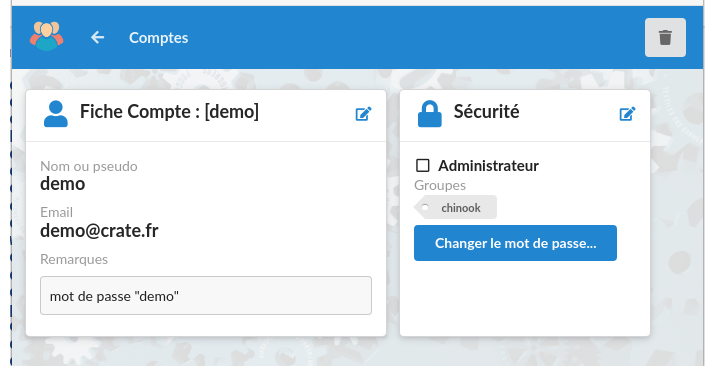 Comptes
Fiche Compte : [demo]
Nom ou pseudo
demo
Email
demo@crate.fr
Remarques
mot de passe "demo"
Sécurité
Administrateur
Groupes
chinook
Changer le mot de passe...